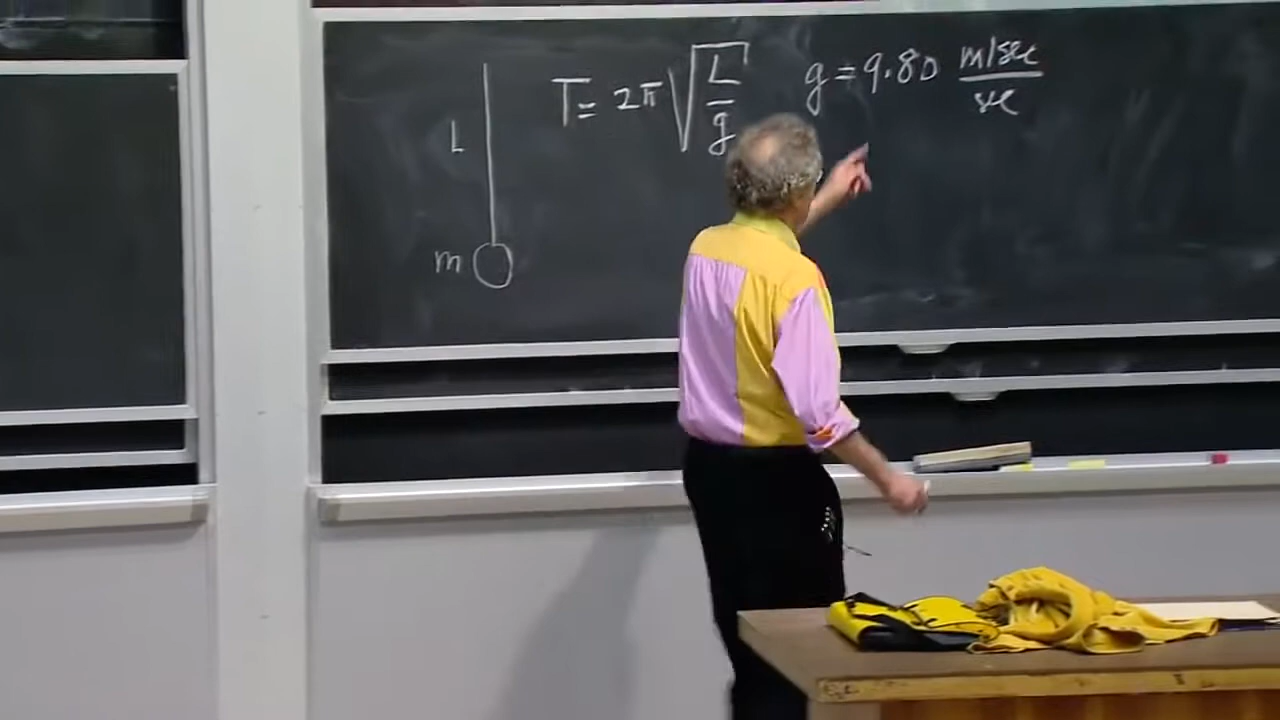 T = 2π √(L/g)
g = 9.80 m/sec / sec
L
m